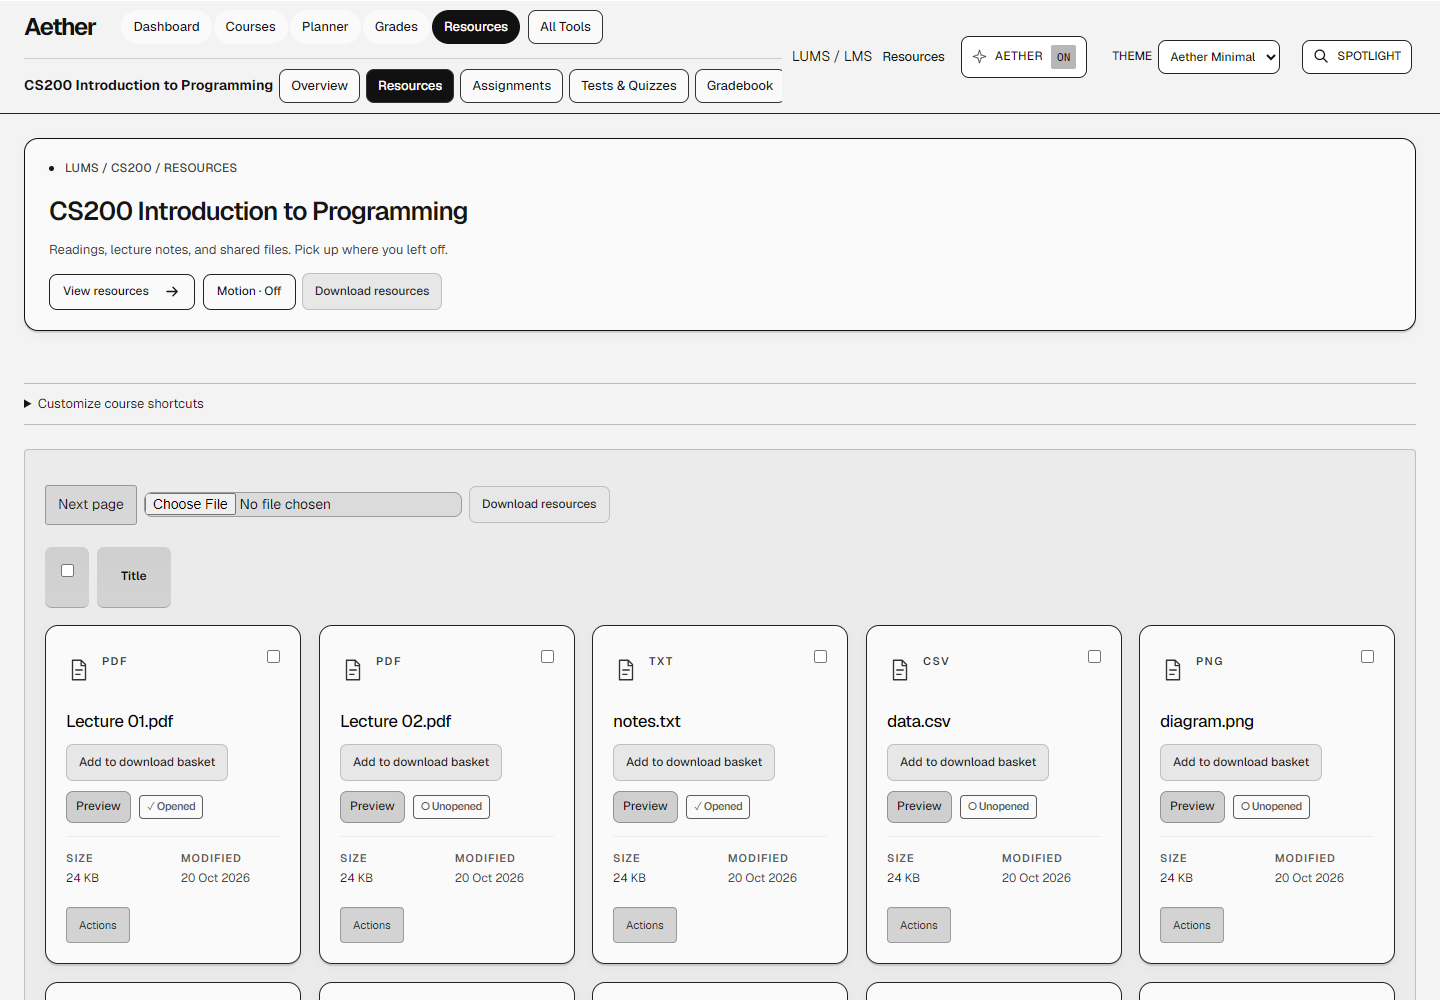 Aether
Dashboard
Courses
Planner
Grades
Resources
All Tools
LUMS / LMS Resources
AETHER ON
THEME
Aether Minimal
SPOTLIGHT
CS200 Introduction to Programming
Overview
Resources
Assignments
Tests & Quizzes
Gradebook
LUMS / CS200 / RESOURCES
CS200 Introduction to Programming
Readings, lecture notes, and shared files. Pick up where you left off.
View resources →
Motion · Off
Download resources
Customize course shortcuts
Next page
Choose File No file chosen
Download resources
Title
PDF
Lecture 01.pdf
Add to download basket
Preview
✓ Opened
SIZE MODIFIED
24 KB 20 Oct 2026
Actions
PDF
Lecture 02.pdf
Add to download basket
Preview
○ Unopened
SIZE MODIFIED
24 KB 20 Oct 2026
Actions
TXT
notes.txt
Add to download basket
Preview
✓ Opened
SIZE MODIFIED
24 KB 20 Oct 2026
Actions
CSV
data.csv
Add to download basket
Preview
○ Unopened
SIZE MODIFIED
24 KB 20 Oct 2026
Actions
PNG
diagram.png
Add to download basket
Preview
○ Unopened
SIZE MODIFIED
24 KB 20 Oct 2026
Actions